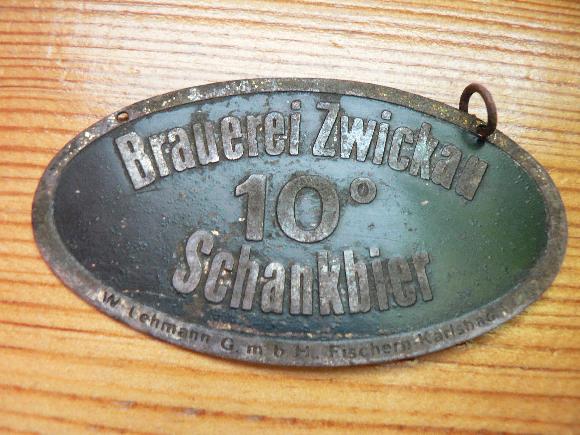 Brauerei Zwickau
10°
Schankbier
W. Lehmann G. m b H. Fischern-Karlsbad